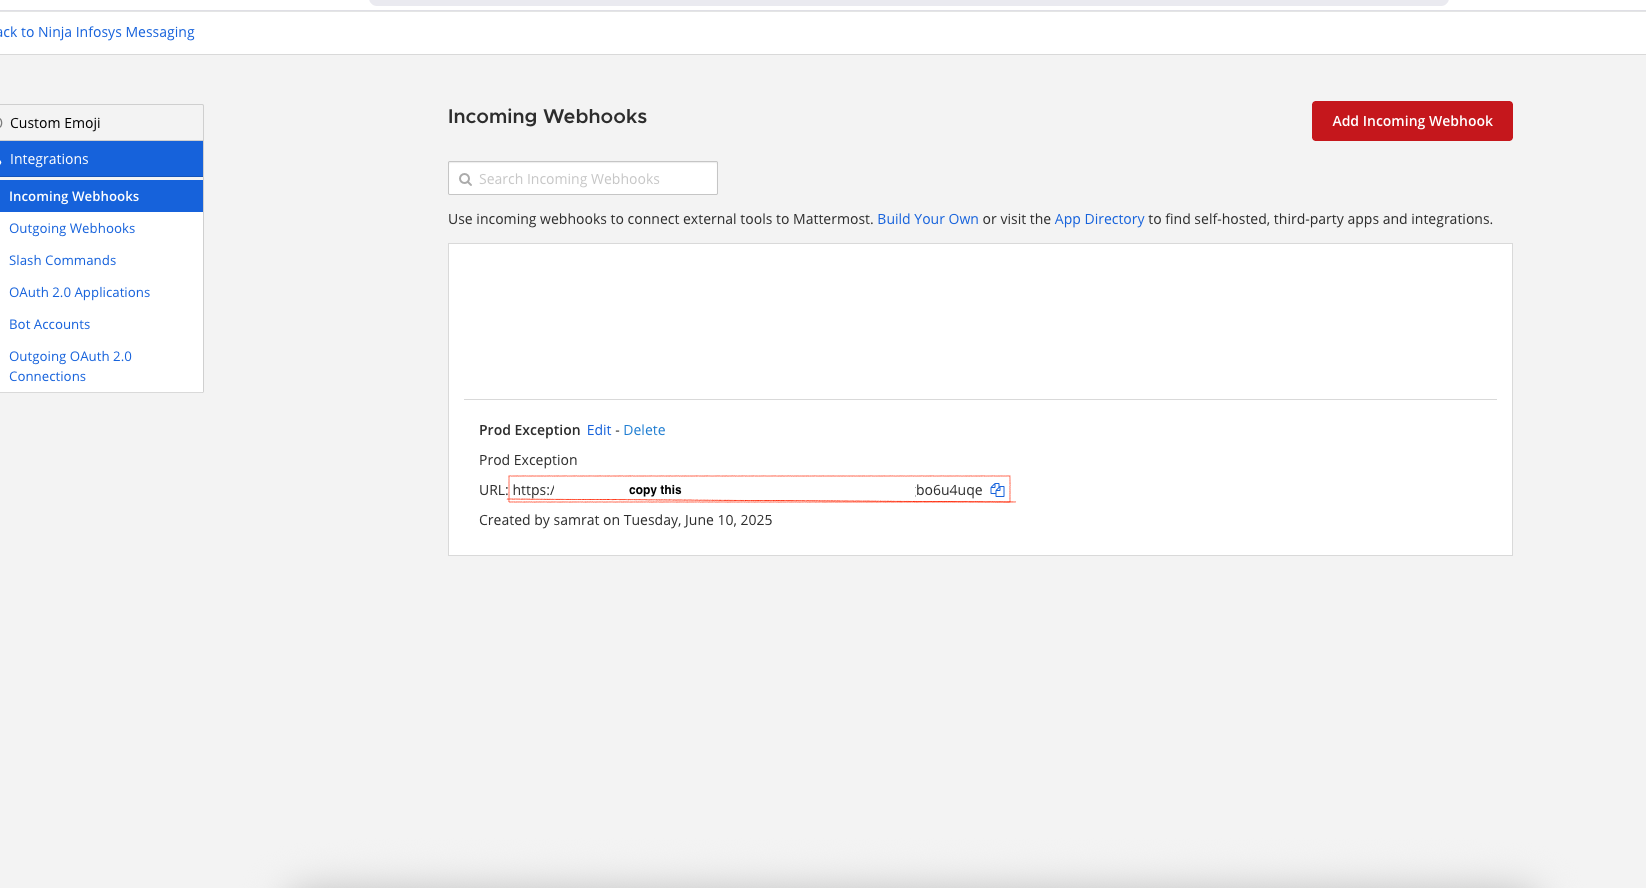 ack to Ninja Infosys Messaging
Custom Emoji
Integrations
Incoming Webhooks
Outgoing Webhooks
Slash Commands
OAuth 2.0 Applications
Bot Accounts
Outgoing OAuth 2.0
Connections
Incoming Webhooks
Add Incoming Webhook
Search Incoming Webhooks
Use incoming webhooks to connect external tools to Mattermost. Build Your Own or visit the App Directory to find self-hosted, third-party apps and integrations.
Prod Exception Edit - Delete
Prod Exception
URL: https:/ copy this bo6u4uqe
Created by samrat on Tuesday, June 10, 2025